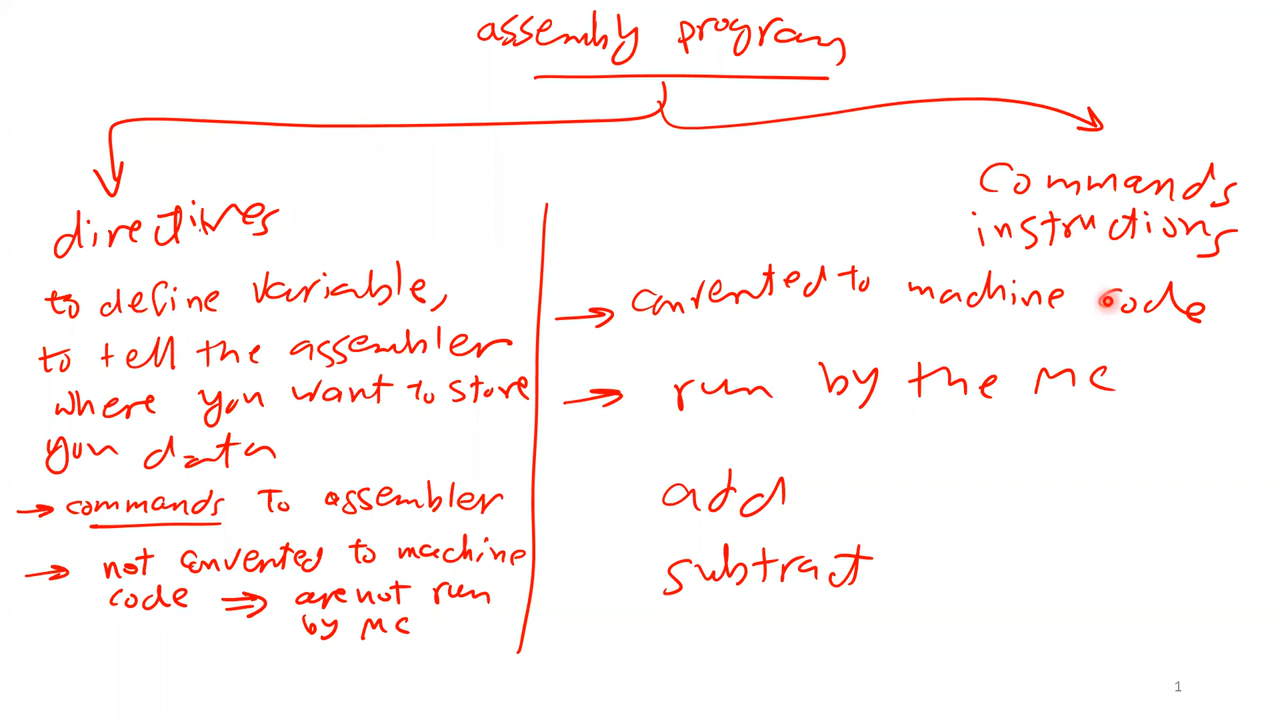 assembly program
directives
to define variable,
to tell the assembler
where you want to store
your data
→ commands To assembler
→ not converted to machine
code ⇒ are not run
by MC
Commands
instructions
→ converted to machine code
→ run by the MC
add
subtract
1